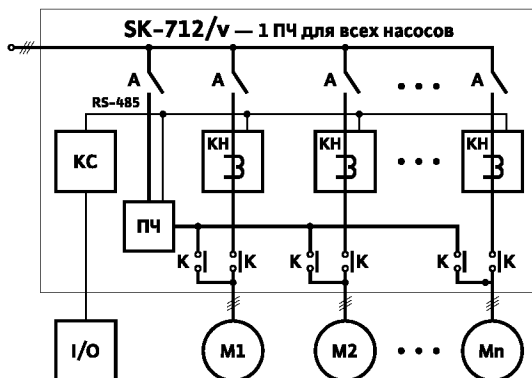 SK-712/v — 1 ПЧ для всех насосов
A A A • • • A
RS-485
КС КН КН • • • КН
ПЧ
K K K K K K
I/O M1 M2 • • • Mn